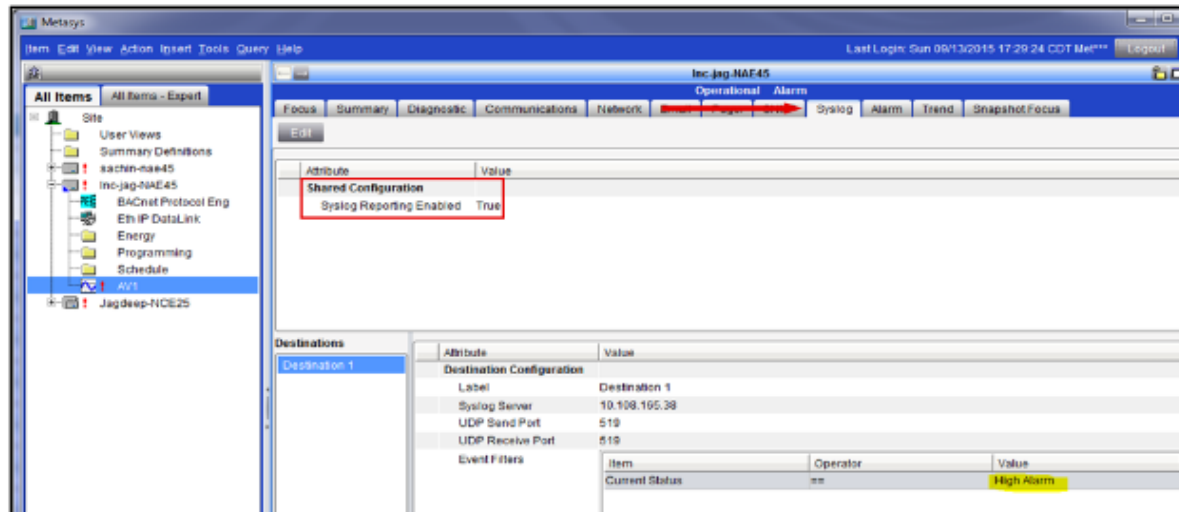 Metasys
Item Edit View Action Insert Tools Query Help
Last Login: Sun 09/13/2015 17:29:24 CDT Met***
Logout
Inc-jag-NAE45
Operational Alarm
All Items
All Items - Expert
Focus
Summary
Diagnostic
Communications
Network
Syslog
Alarm
Trend
Snapshot Focus
Edit
Site
User Views
Summary Definitions
sachin-nae45
Inc-jag-NAE45
BACnet Protocol Eng
Eth IP DataLink
Energy
Programming
Schedule
AV1
Jagdeep-NCE25
Attribute Value
Shared Configuration
Syslog Reporting Enabled True
Destinations
Destination 1
Attribute Value
Destination Configuration
Label Destination 1
Syslog Server 10.108.165.38
UDP Send Port 519
UDP Receive Port 519
Event Filters
Item Operator Value
Current Status == High Alarm